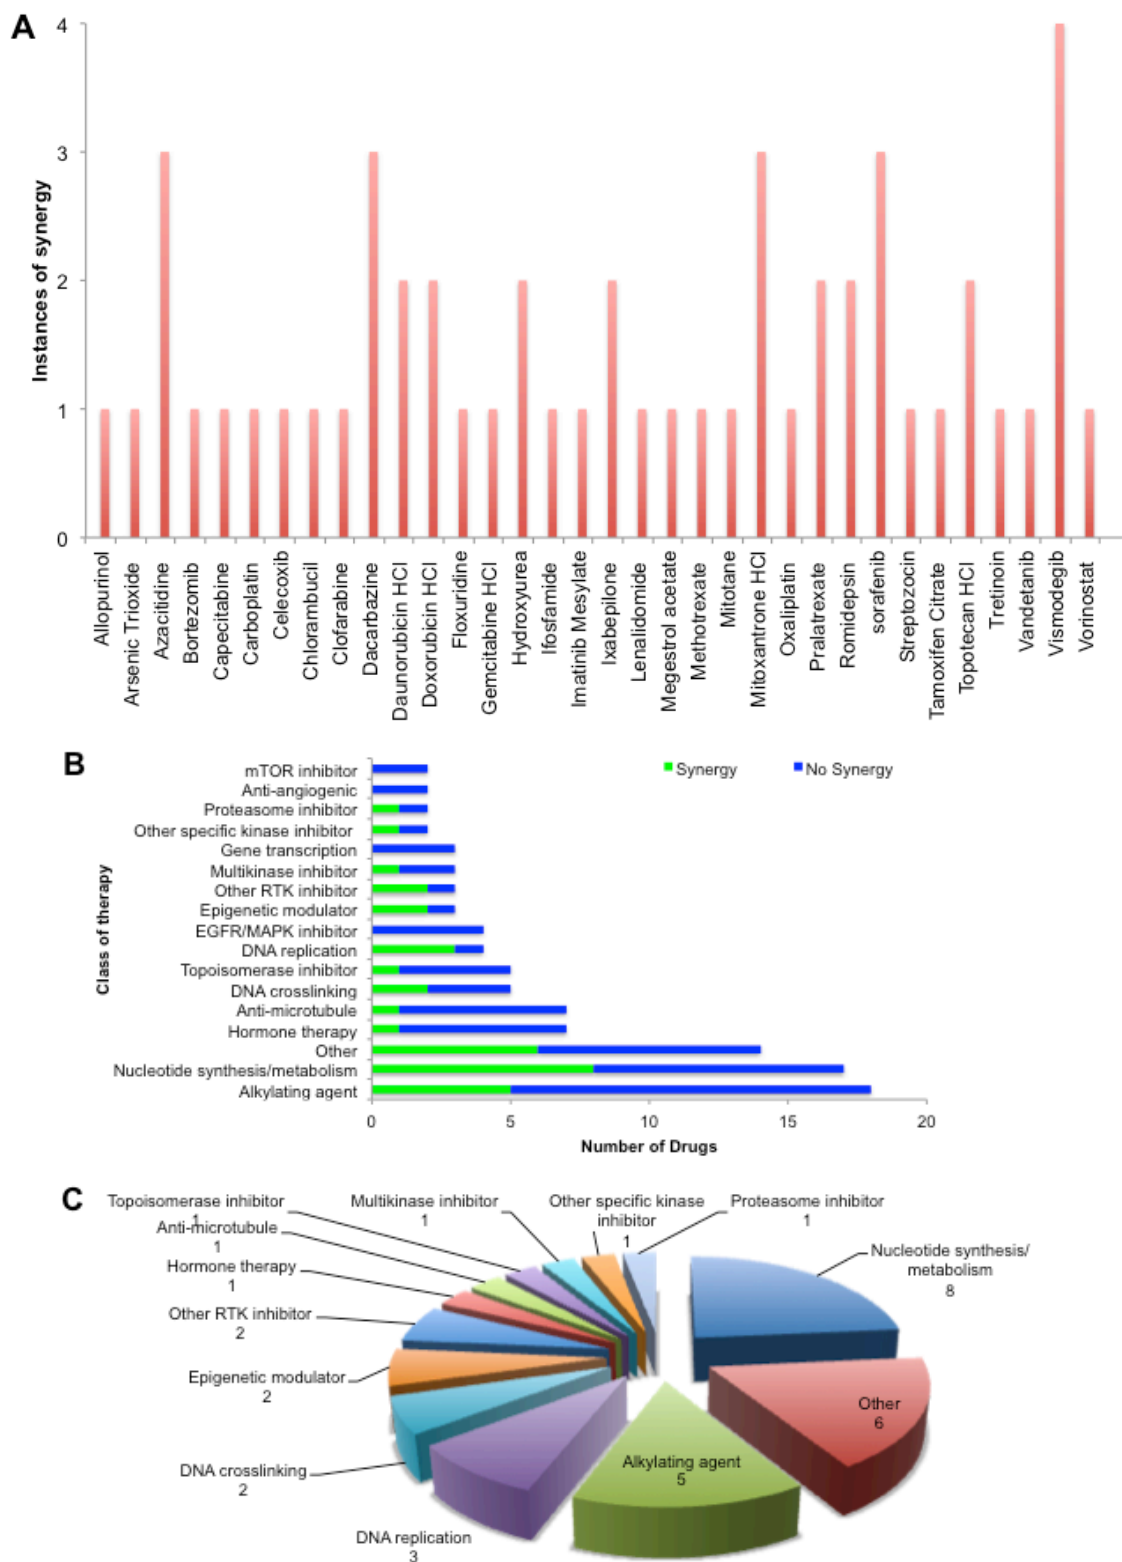 A
4
3
2
1
0
Instances of synergy
Allopurinol
Arsenic Trioxide
Azacitidine
Bortezomib
Capecitabine
Carboplatin
Celecoxib
Chlorambucil
Clofarabine
Dacarbazine
Daunorubicin HCl
Doxorubicin HCl
Floxuridine
Gemcitabine HCl
Hydroxyurea
Ifosfamide
Imatinib Mesylate
Ixabepilone
Lenalidomide
Megestrol acetate
Methotrexate
Mitotane
Mitoxantrone HCl
Oxaliplatin
Pralatrexate
Romidepsin
sorafenib
Streptozocin
Tamoxifen Citrate
Topotecan HCl
Tretinoin
Vandetanib
Vismodegib
Vorinostat
B
Synergy
No Synergy
Class of therapy
mTOR inhibitor
Anti-angiogenic
Proteasome inhibitor
Other specific kinase inhibitor
Gene transcription
Multikinase inhibitor
Other RTK inhibitor
Epigenetic modulator
EGFR/MAPK inhibitor
DNA replication
Topoisomerase inhibitor
DNA crosslinking
Anti-microtubule
Hormone therapy
Other
Nucleotide synthesis/metabolism
Alkylating agent
0
5
10
15
20
Number of Drugs
C
Topoisomerase inhibitor
1
Multikinase inhibitor
1
Other specific kinase
inhibitor
1
Proteasome inhibitor
1
Anti-microtubule
1
Hormone therapy
1
Other RTK inhibitor
2
Epigenetic modulator
2
DNA crosslinking
2
DNA replication
3
Alkylating agent
5
Other
6
Nucleotide synthesis/
metabolism
8